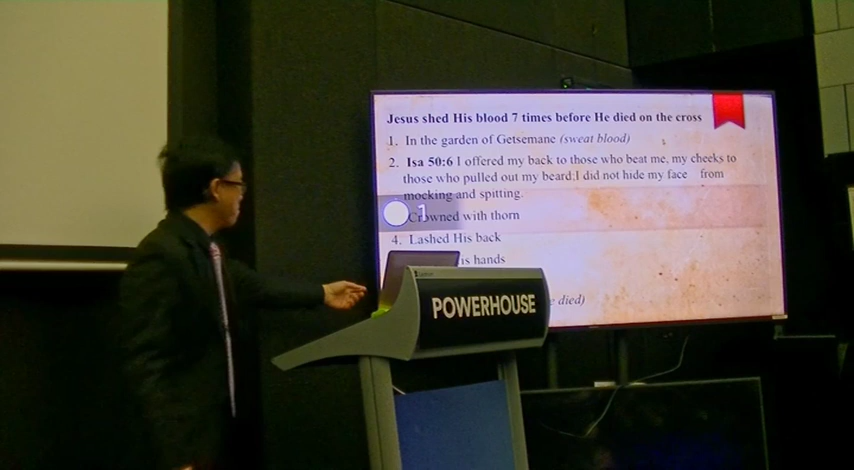 Jesus shed His blood 7 times before He died on the cross
1. In the garden of Getsemane (sweat blood)
2. Isa 50:6 I offered my back to those who beat me, my cheeks to
those who pulled out my beard;I did not hide my face from
mocking and spitting.
1
Crowned with thorn
4. Lashed His back
is hands
died)
POWERHOUSE